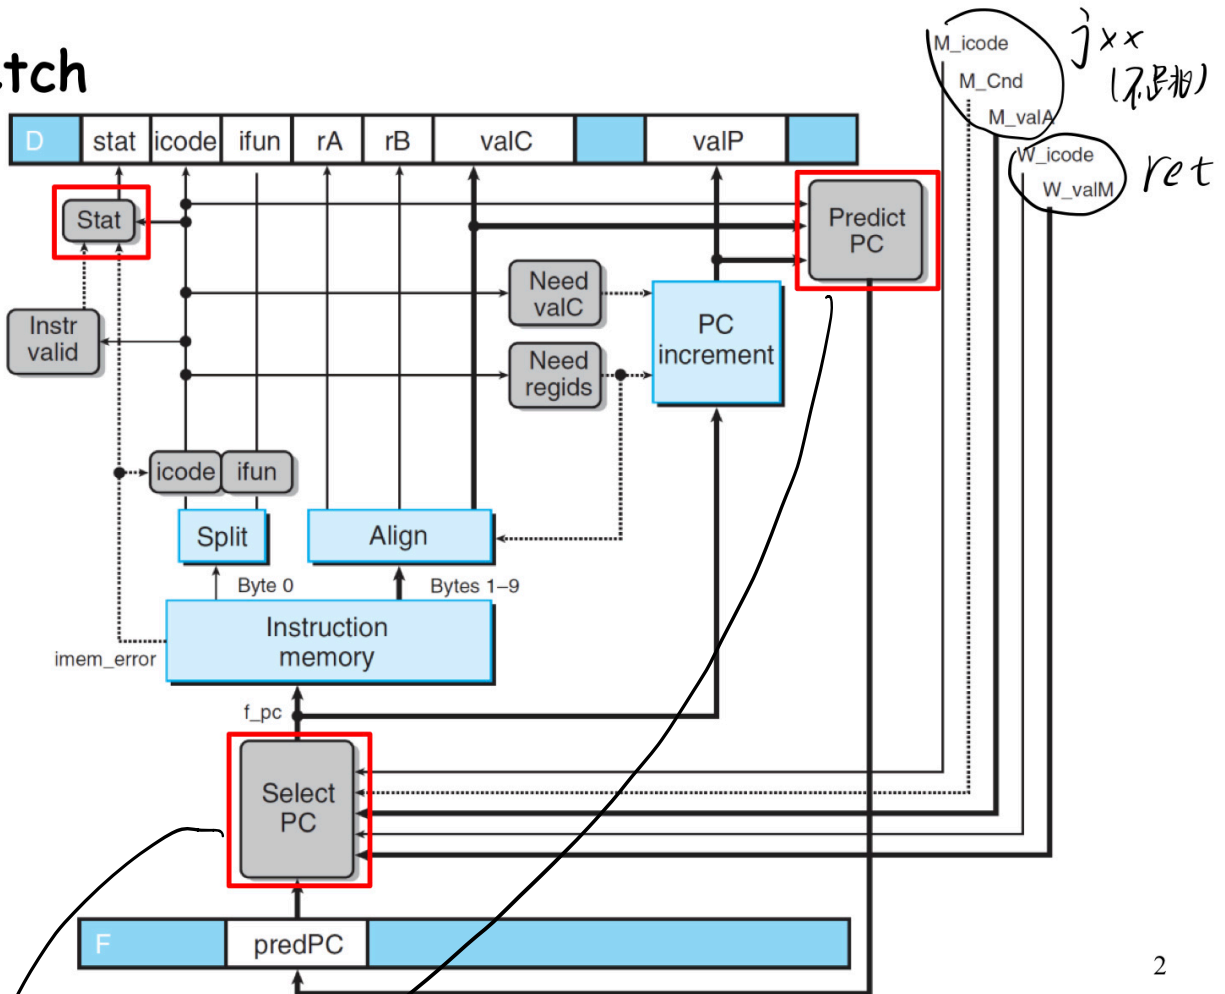 tch
M_icode
jxx
M_Cnd
M_valA
D
stat
icode
ifun
rA
rB
valC
valP
W_icode
ret
W_valM
Stat
Predict
PC
Need
valC
Instr
valid
PC
increment
Need
regids
icode
ifun
Split
Align
Byte 0
Bytes 1–9
Instruction
memory
imem_error
f_pc
Select
PC
F
predPC
2